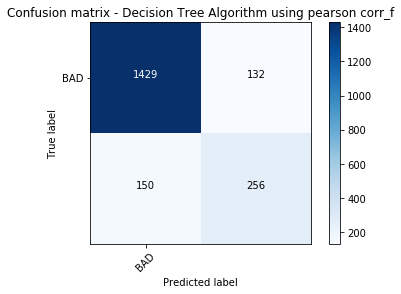 Confusion matrix - Decision Tree Algorithm using pearson corr_f
1400
1429
132
BAD
1200
1000
True label
800
600
150
256
400
200
BAD
Predicted label